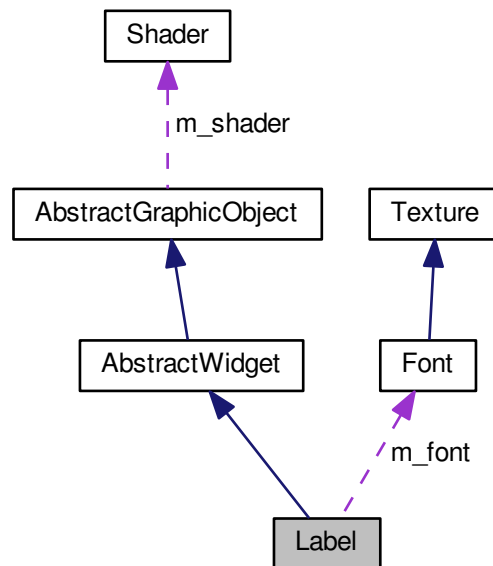 Shader
m_shader
AbstractGraphicObject
Texture
AbstractWidget
Font
m_font
Label